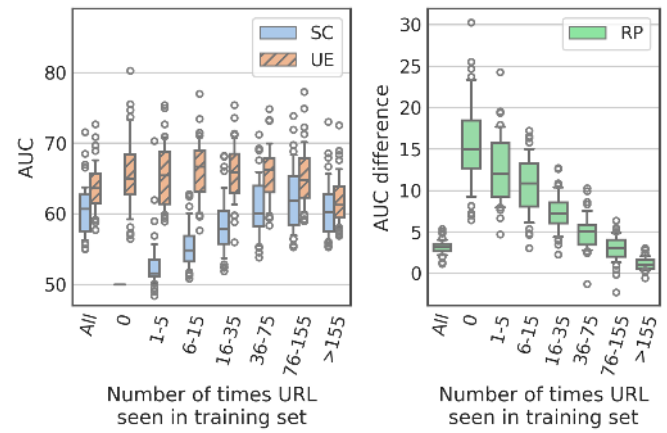 SC
UE
80
70
60
50
AUC
All
0
1-5
6-15
16-35
36-75
76-155
>155
Number of times URL
seen in training set
RP
30
25
20
15
10
5
0
AUC difference
All
0
1-5
6-15
16-35
36-75
76-155
>155
Number of times URL
seen in training set